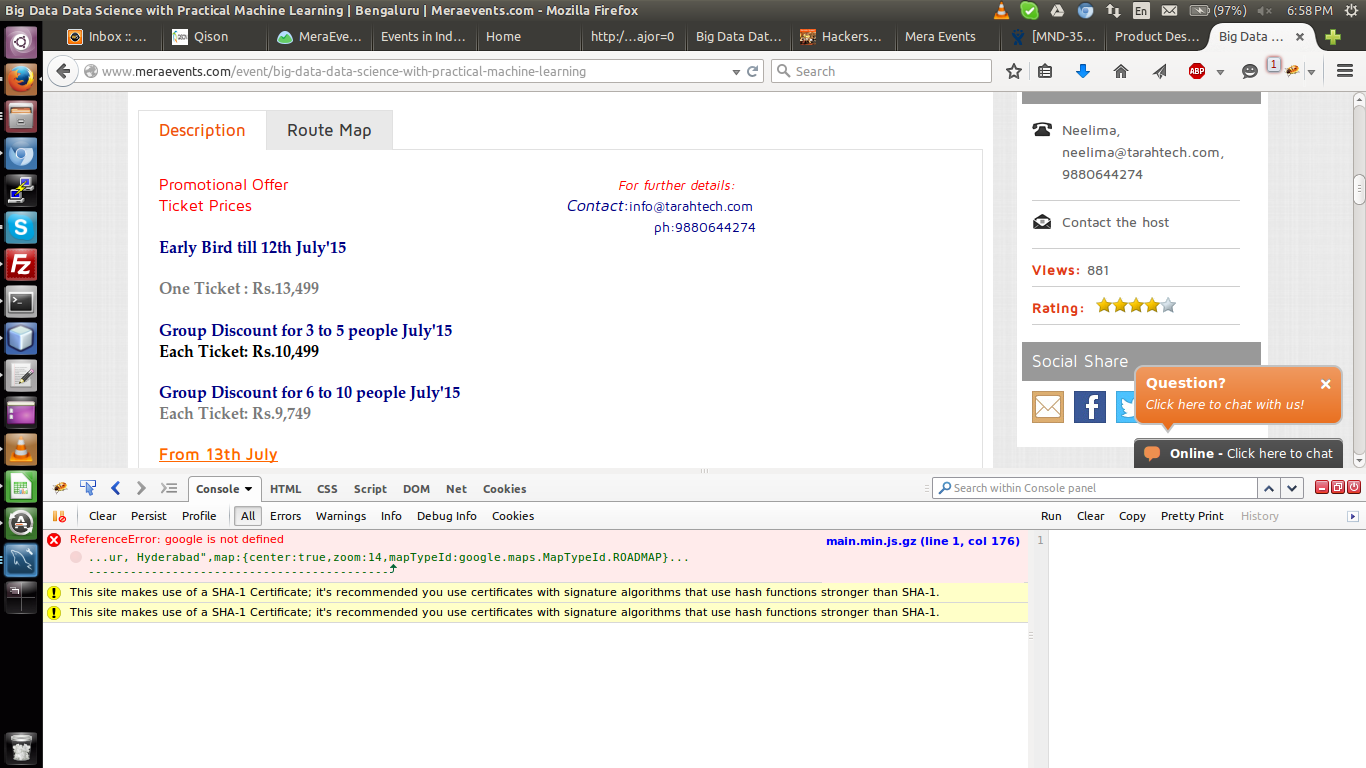 Big Data Data Science with Practical Machine Learning | Bengaluru | Meraevents.com - Mozilla Firefox
En
(97%)
6:58 PM
Inbox :: ...
Qison
MeraEve...
Events in Ind...
Home
http:/...ajor=0
Big Data Dat...
Hackers...
Mera Events
[MND-35...
Product Des...
Big Data ...
www.meraevents.com/event/big-data-data-science-with-practical-machine-learning
Search
ABP
1
Description
Route Map
Promotional Offer
Ticket Prices
For further details:
Contact:info@tarahtech.com
ph:9880644274
Early Bird till 12th July'15
One Ticket : Rs.13,499
Group Discount for 3 to 5 people July'15
Each Ticket: Rs.10,499
Group Discount for 6 to 10 people July'15
Each Ticket: Rs.9,749
From 13th July
Neelima,
neelima@tarahtech.com,
9880644274
Contact the host
Views: 881
Rating:
Social Share
Question?
Click here to chat with us!
Online - Click here to chat
Console
HTML
CSS
Script
DOM
Net
Cookies
Search within Console panel
Clear
Persist
Profile
All
Errors
Warnings
Info
Debug Info
Cookies
Run
Clear
Copy
Pretty Print
History
ReferenceError: google is not defined
main.min.js.gz (line 1, col 176)
...ur, Hyderabad",map:{center:true,zoom:14,mapTypeId:google.maps.MapTypeId.ROADMAP}...
1
This site makes use of a SHA-1 Certificate; it's recommended you use certificates with signature algorithms that use hash functions stronger than SHA-1.
This site makes use of a SHA-1 Certificate; it's recommended you use certificates with signature algorithms that use hash functions stronger than SHA-1.